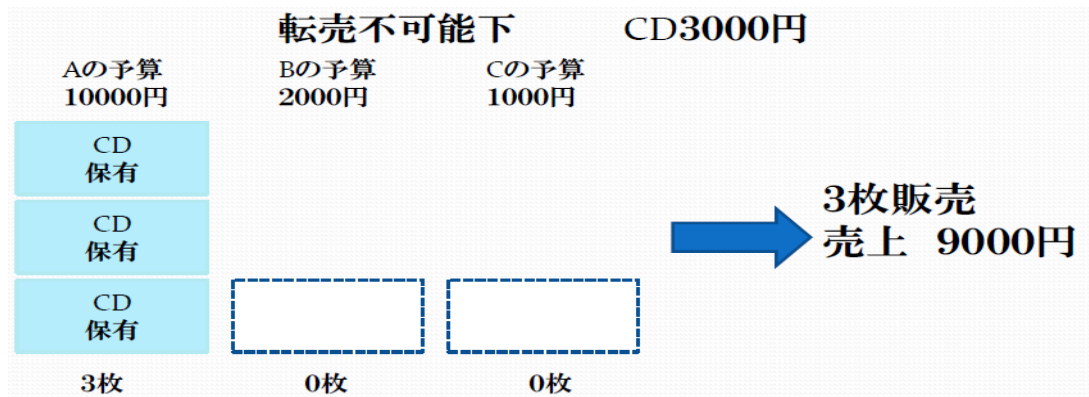 転売不可能下 CD3000円
Aの予算
10000円
Bの予算
2000円
Cの予算
1000円
CD
保有
CD
保有
CD
保有
3枚
0枚
0枚
3枚販売
売上 9000円